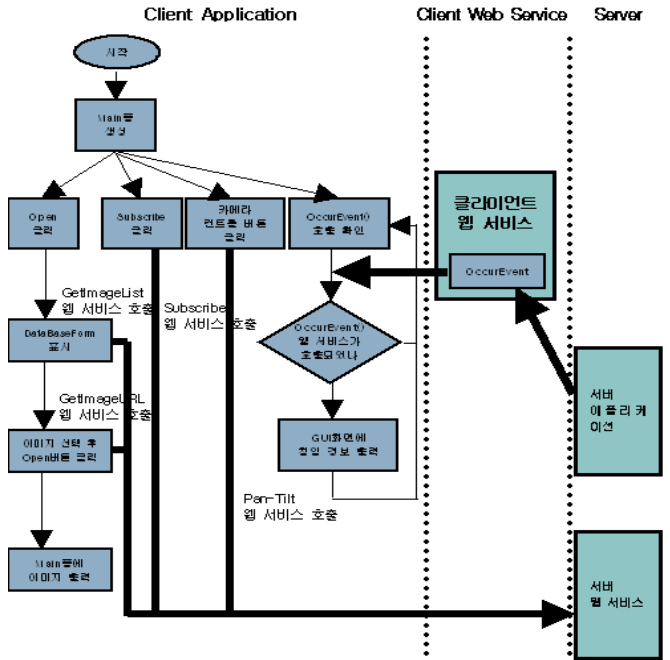 Client Application
Client Web Service
Server
시작
Main폼
생성
Open
클릭
Subscribe
클릭
카메라
컨트롤 버튼
클릭
OccurEvent()
호출 확인
클라이언트
웹 서비스
OccurEvent
GetImageList
웹 서비스 호출
Subscribe
웹 서비스 호출
DataBaseForm
표시
OccurEvent()
웹 서비스가
호출되었나
GetImageURL
웹 서비스 호출
이미지 선택 후
Open버튼 클릭
GUI화면에
침입 정보 출력
서버
애플리케
이션
Pan-Tilt
웹 서비스 호출
Main폼에
이미지 출력
서버
웹 서비스